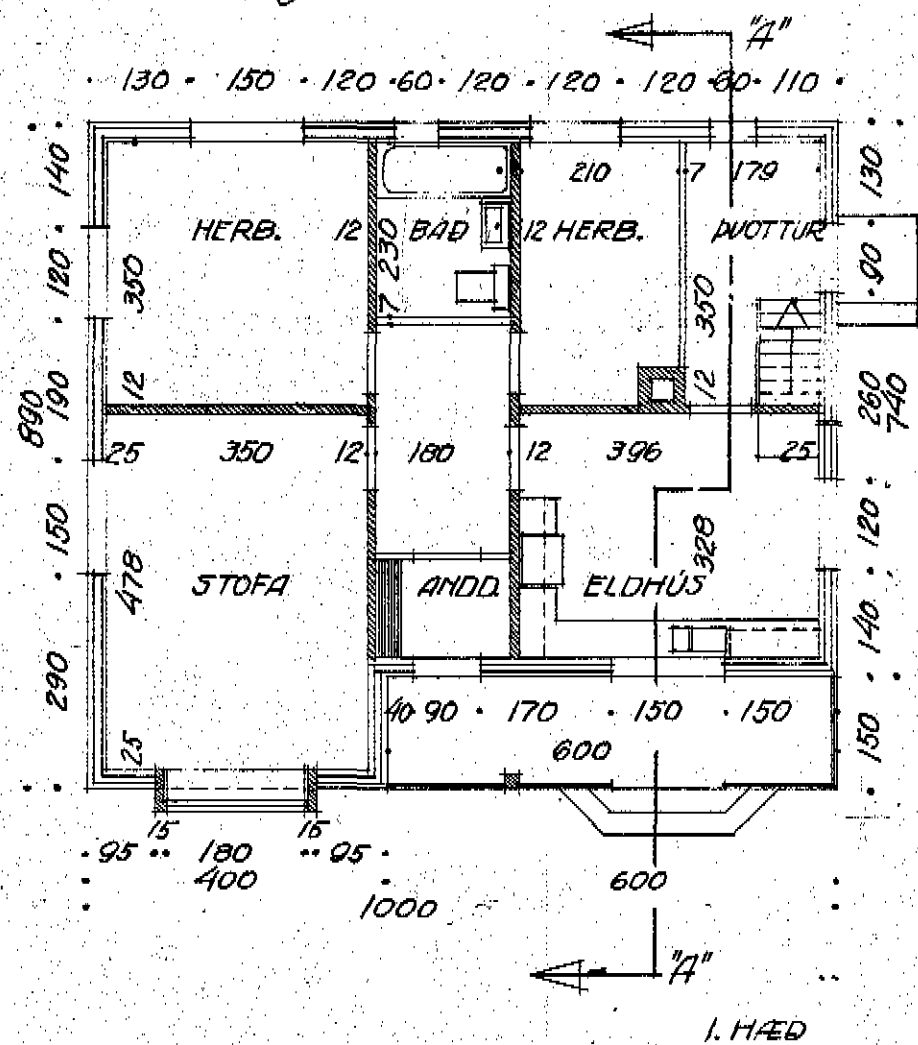 "A"
130 · 150 · 120 · 60 · 120 · 120 · 120 · 60 · 110
140
120
190
150
290
890
210 7 179
HERB. 12 BAÐ 12 HERB. ÞVOTTUR
350
7 230
350
12
12
130
90
260
740
120
140
150
25 350 12 180 12 396 25
478
328
STOFA ANDD. ELDHÚS
25
40 90 · 170 · 150 · 150
600
15 15
95 · 180 · 95
400 600
1000
"A"
1. HÆÐ